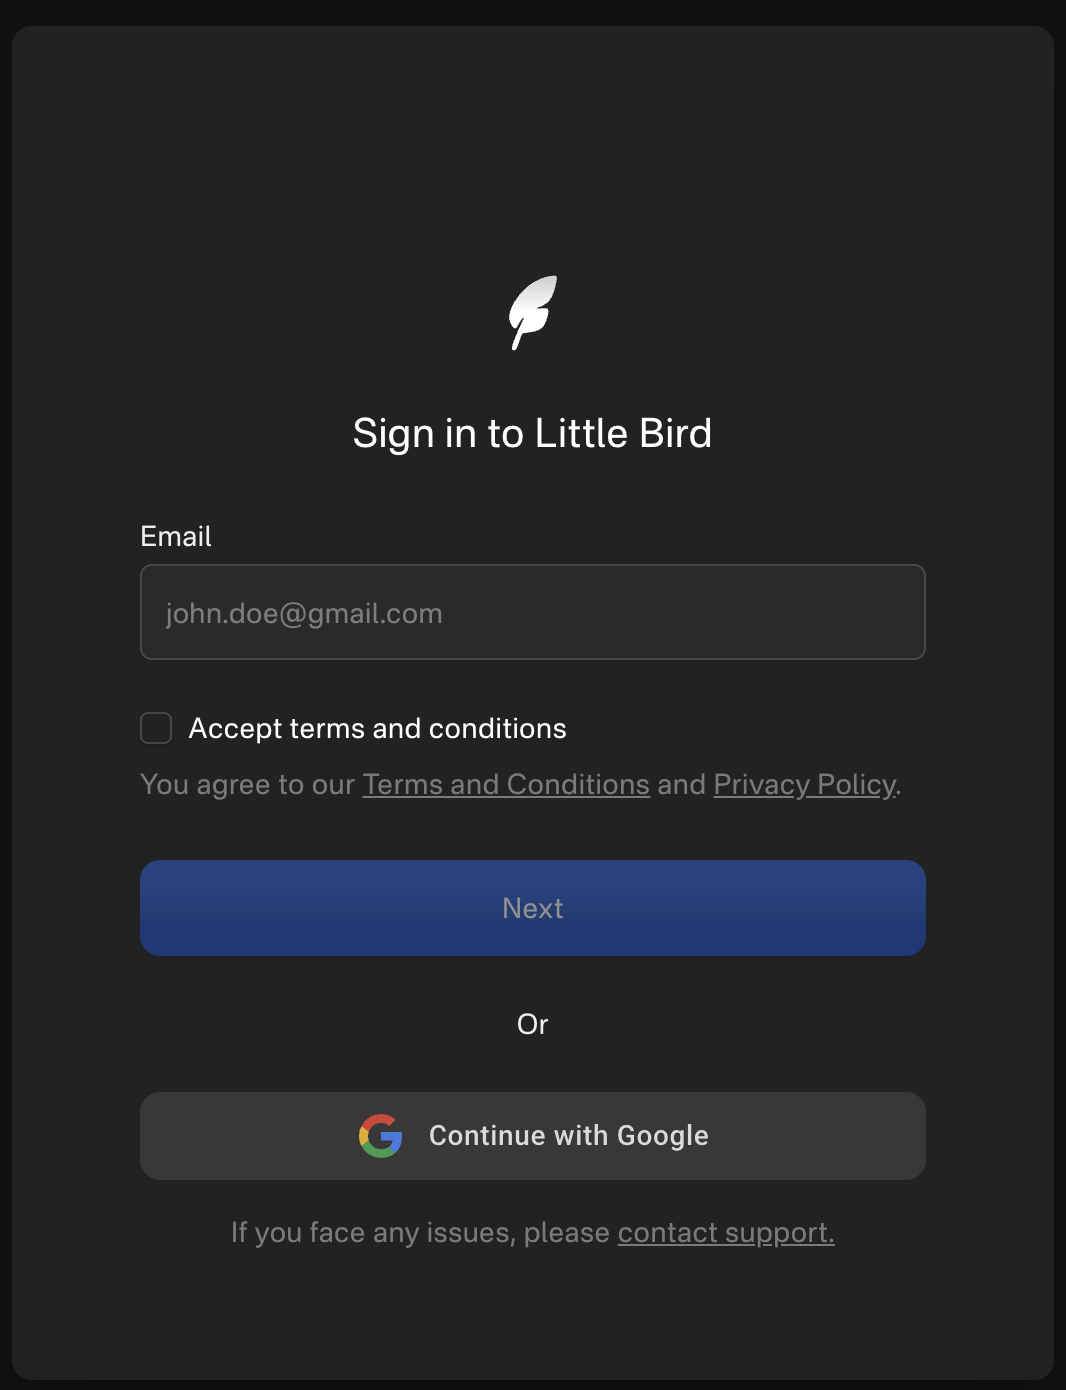 Sign in to Little Bird
Email
john.doe@gmail.com
Accept terms and conditions
You agree to our Terms and Conditions and Privacy Policy.
Next
Or
Continue with Google
If you face any issues, please contact support.